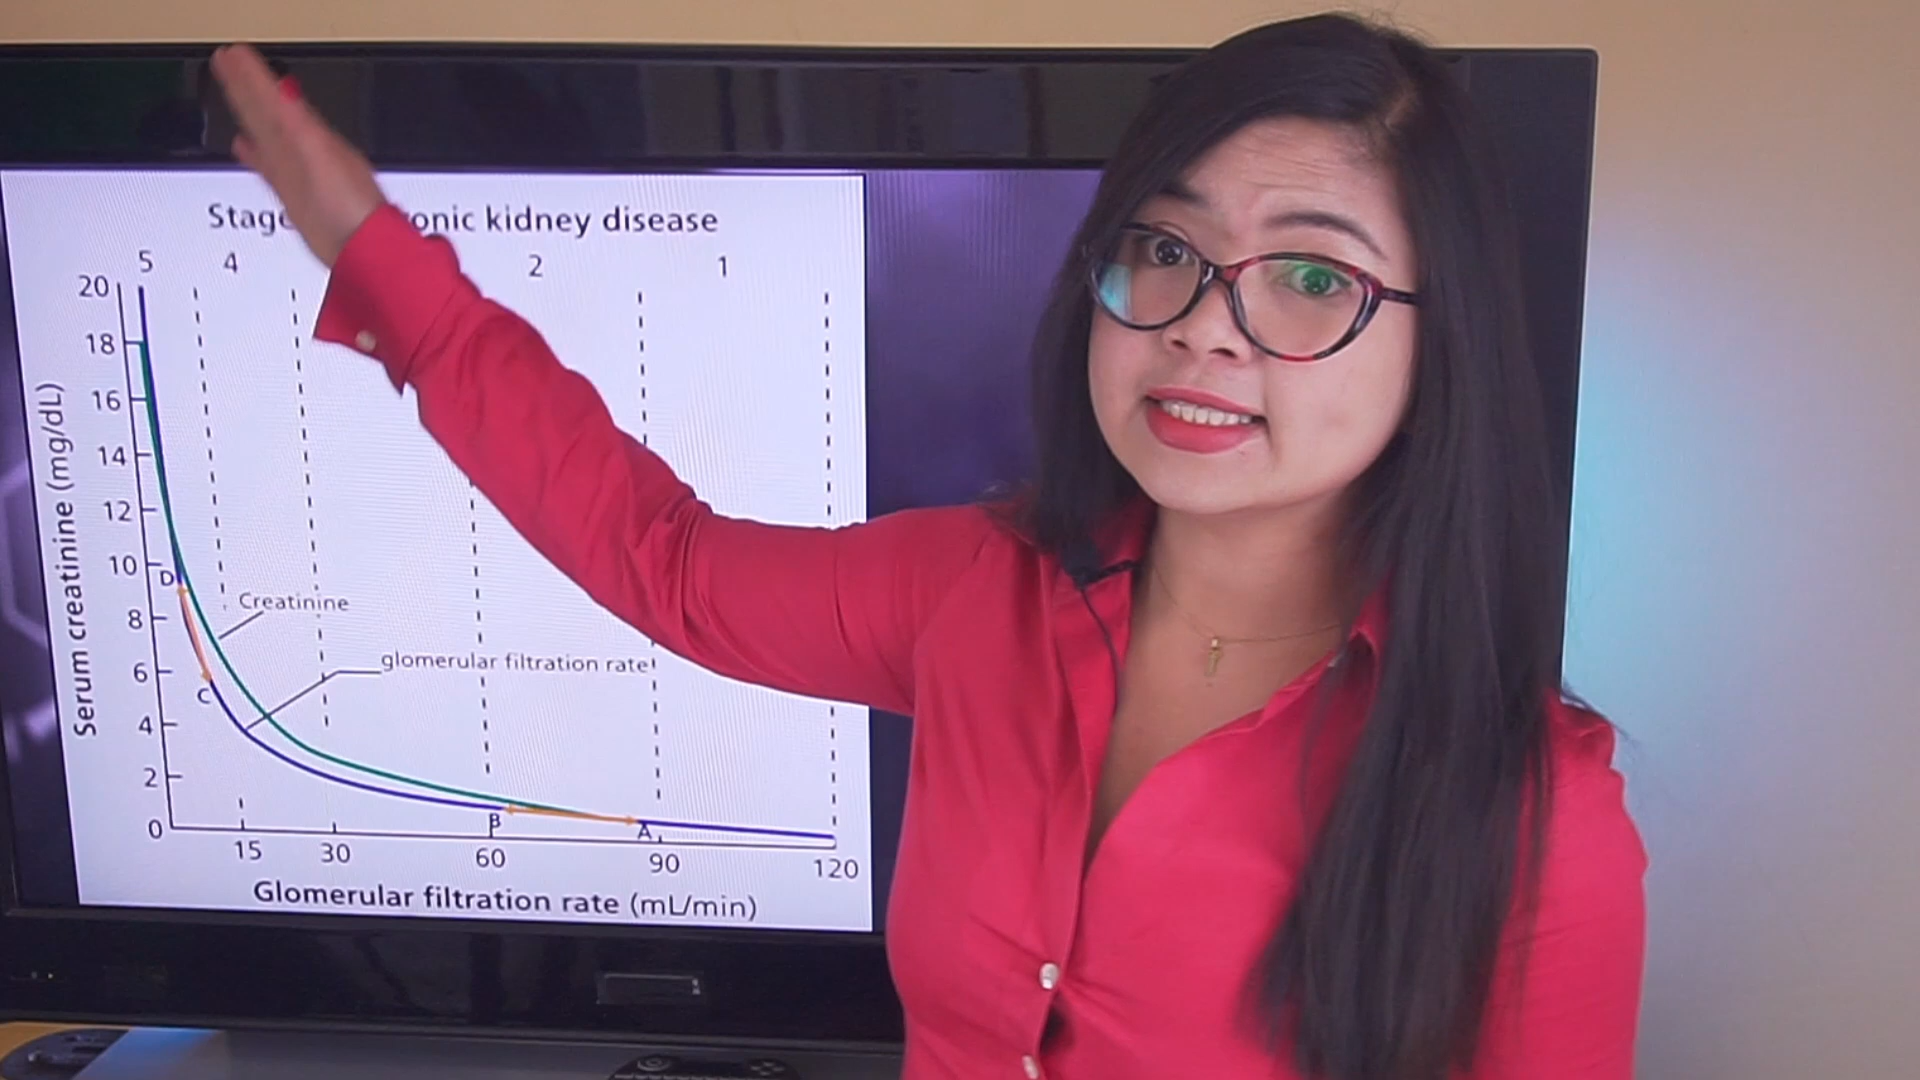 Stage onic kidney disease
5 4 2 1
20
18
16
14
12
10
8
6
4
2
0
Serum creatinine (mg/dL)
D
Creatinine
glomerular filtration rate
C
B
A
15 30 60 90 120
Glomerular filtration rate (mL/min)